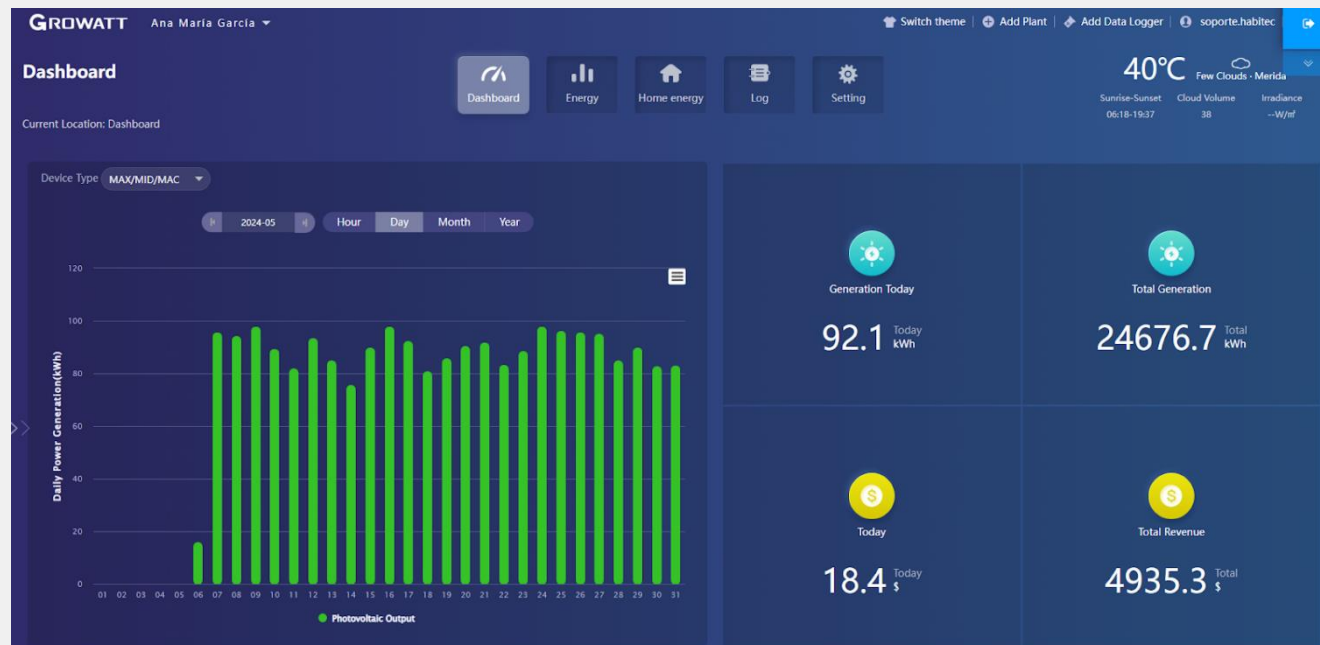 GROWATT Ana María García
Switch theme | Add Plant | Add Data Logger | soporte.habitec
Dashboard
Dashboard Energy Home energy Log Setting
40℃ Few Clouds · Merida
Sunrise-Sunset Cloud Volume Irradiance
06:18-19:37 38 --W/㎡
Current Location: Dashboard
Device Type MAX/MID/MAC
2024-05 Hour Day Month Year
120
100
80
60
40
20
0
Daily Power Generation(kWh)
01 02 03 04 05 06 07 08 09 10 11 12 13 14 15 16 17 18 19 20 21 22 23 24 25 26 27 28 29 30 31
Photovoltaic Output
Generation Today
92.1 Today kWh
Total Generation
24676.7 Total kWh
Today
18.4 Today $
Total Revenue
4935.3 Total $